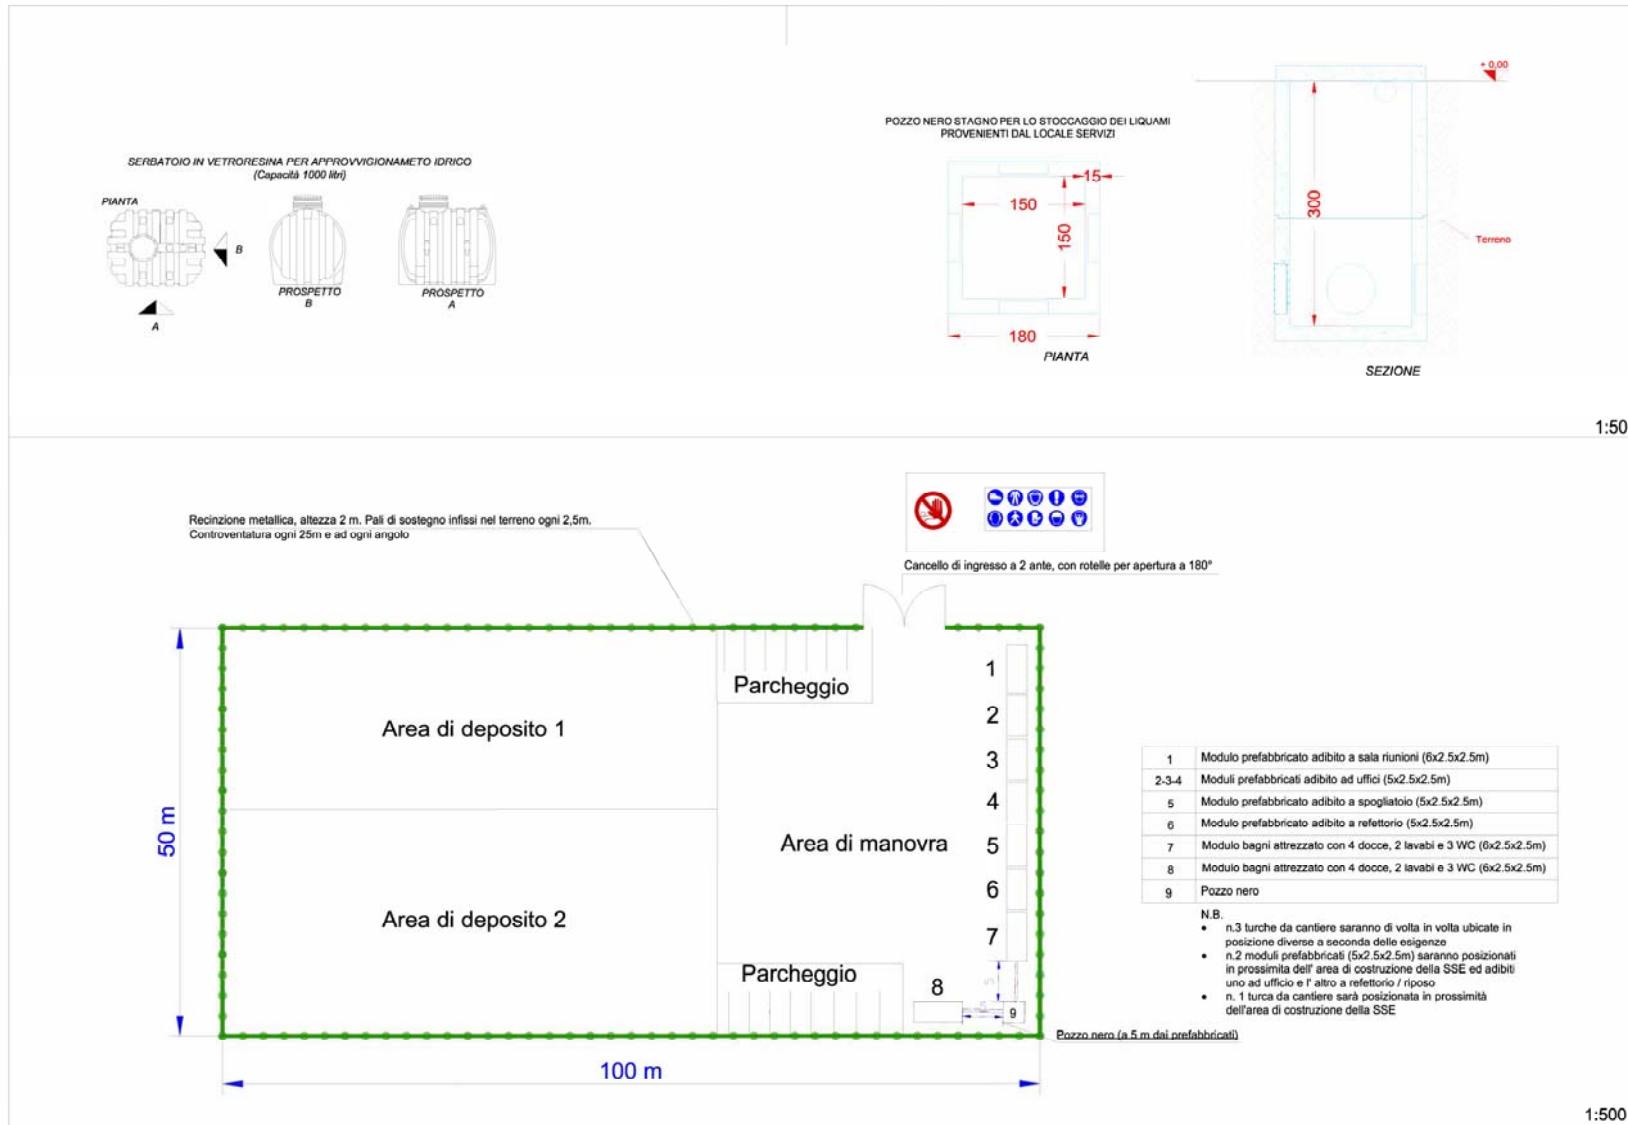 SERBATOIO IN VETRORESINA PER APPROVVIGIONAMETO IDRICO
(Capacità 1000 litri)
PIANTA
B
A
PROSPETTO
B
PROSPETTO
A
POZZO NERO STAGNO PER LO STOCCAGGIO DEI LIQUAMI
PROVENIENTI DAL LOCALE SERVIZI
15
150
150
180
PIANTA
+ 0,00
300
Terreno
SEZIONE
1:50
Recinzione metallica, altezza 2 m. Pali di sostegno infissi nel terreno ogni 2,5m.
Controventatura ogni 25m e ad ogni angolo
Cancello di ingresso a 2 ante, con rotelle per apertura a 180°
Parcheggio
Area di deposito 1
Area di deposito 2
Area di manovra
Parcheggio
50 m
100 m
1
2
3
4
5
6
7
8
5
5
9
Pozzo nero (a 5 m dai prefabbricati)
1 Modulo prefabbricato adibito a sala riunioni (6x2.5x2.5m)
2-3-4 Moduli prefabbricati adibito ad uffici (5x2.5x2.5m)
5 Modulo prefabbricato adibito a spogliatoio (5x2.5x2.5m)
6 Modulo prefabbricato adibito a refettorio (5x2.5x2.5m)
7 Modulo bagni attrezzato con 4 docce, 2 lavabi e 3 WC (6x2.5x2.5m)
8 Modulo bagni attrezzato con 4 docce, 2 lavabi e 3 WC (6x2.5x2.5m)
9 Pozzo nero
N.B.
• n.3 turche da cantiere saranno di volta in volta ubicate in
posizione diverse a seconda delle esigenze
• n.2 moduli prefabbricati (5x2.5x2.5m) saranno posizionati
in prossimita dell' area di costruzione della SSE ed adibiti
uno ad ufficio e l' altro a refettorio / riposo
• n. 1 turca da cantiere sarà posizionata in prossimità
dell'area di costruzione della SSE
1:500